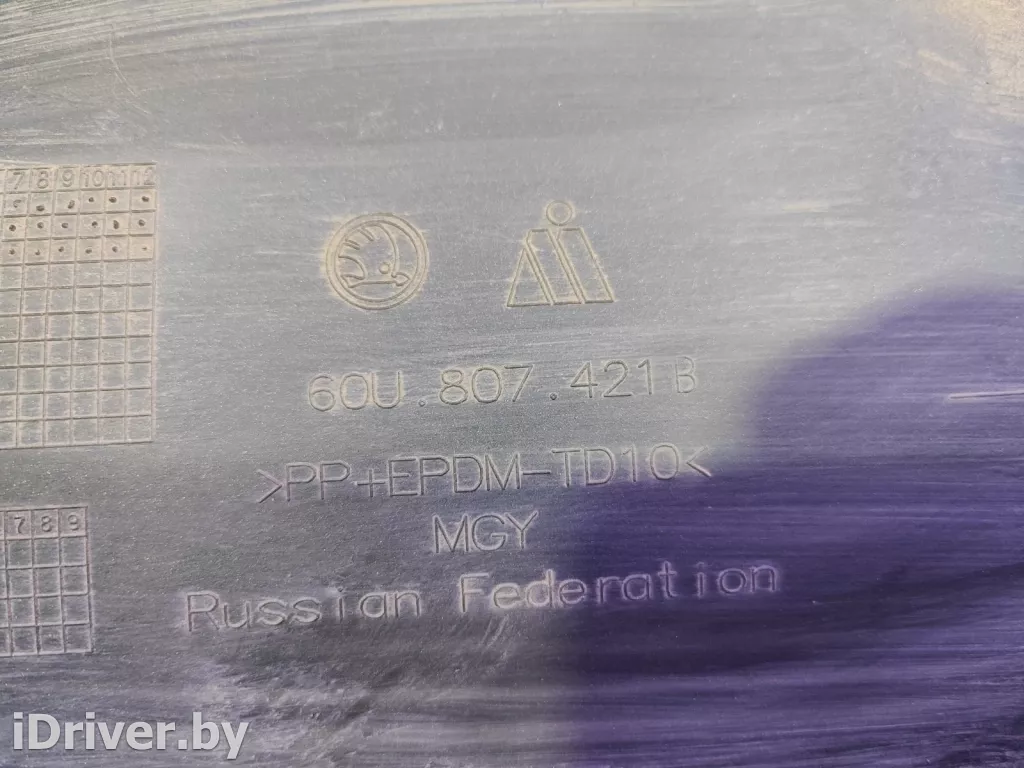 7 8 9 10 11 12
60U.807.421 B
>PP+EPDM-TD10<
MGY
7 8 9
Russian Federation
iDriver.by